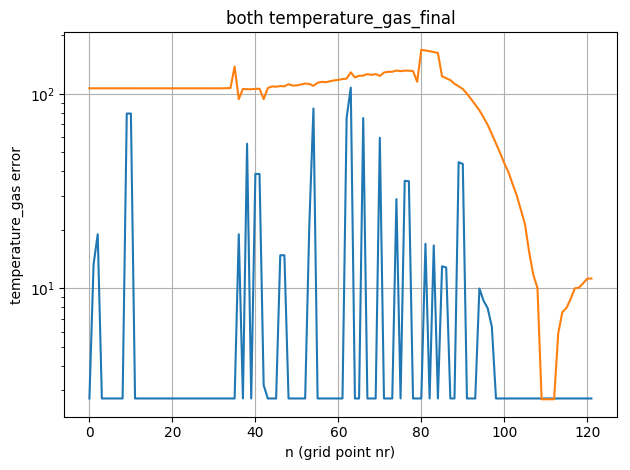 both temperature_gas_final
temperature_gas error
10²
10¹
0 20 40 60 80 100 120
n (grid point nr)